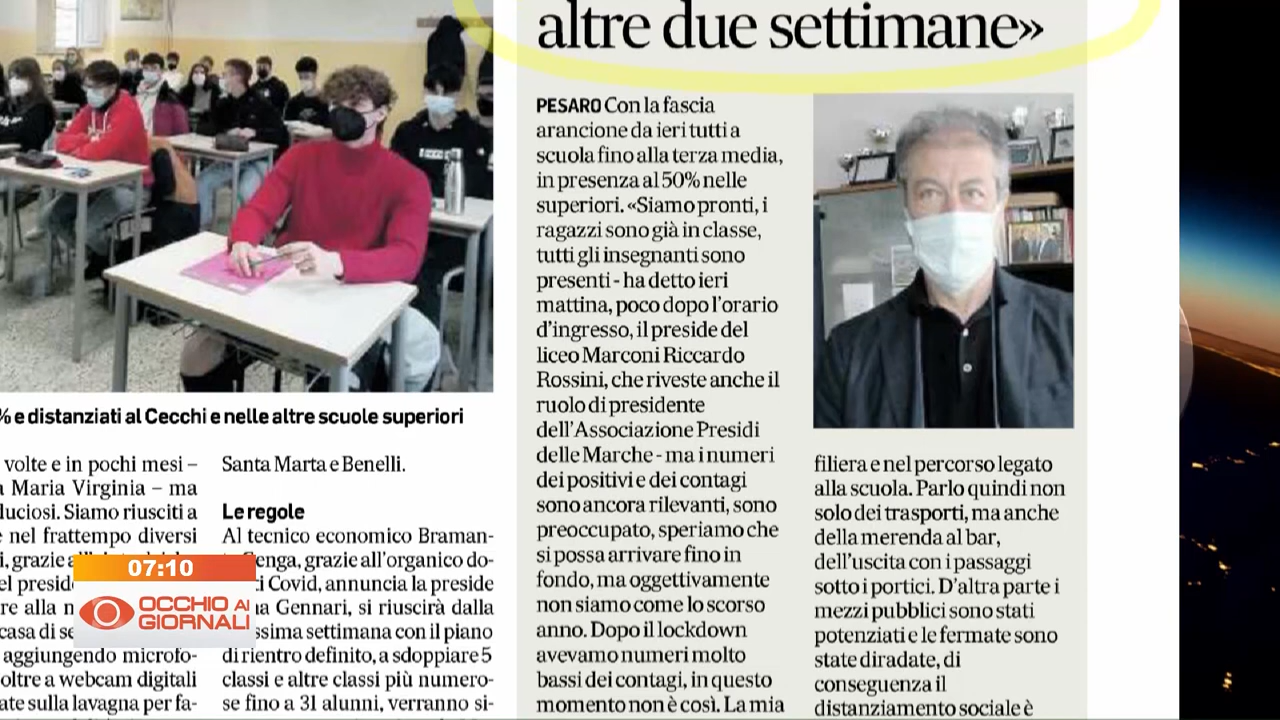 altre due settimane»
PESARO Con la fascia
arancione da ieri tutti a
scuola fino alla terza media,
in presenza al 50% nelle
superiori. «Siamo pronti, i
ragazzi sono già in classe,
tutti gli insegnanti sono
presenti - ha detto ieri
mattina, poco dopo l'orario
d'ingresso, il preside del
liceo Marconi Riccardo
Rossini, che riveste anche il
ruolo di presidente
dell'Associazione Presidi
delle Marche - ma i numeri
dei positivi e dei contagi
sono ancora rilevanti, sono
preoccupato, speriamo che
si possa arrivare fino in
fondo, ma oggettivamente
non siamo come lo scorso
anno. Dopo il lockdown
avevamo numeri molto
bassi dei contagi, in questo
momento non è così. La mia
filiera e nel percorso legato
alla scuola. Parlo quindi non
solo dei trasporti, ma anche
della merenda al bar,
dell'uscita con i passaggi
sotto i portici. D'altra parte i
mezzi pubblici sono stati
potenziati e le fermate sono
state diradate, di
conseguenza il
distanziamento sociale è
% e distanziati al Cecchi e nelle altre scuole superiori
volte e in pochi mesi –
a Maria Virginia – ma
duciosi. Siamo riusciti a
e nel frattempo diversi
i, grazie
el presid
re alla
casa di se
aggiungendo microfo-
oltre a webcam digitali
ate sulla lavagna per fa-
Santa Marta e Benelli.
Le regole
Al tecnico economico Braman-
enga, grazie all'organico do-
ti Covid, annuncia la preside
na Gennari, si riuscirà dalla
ssima settimana con il piano
di rientro definito, a sdoppiare 5
classi e altre classi più numero-
se fino a 31 alunni, verranno si-
07:10
OCCHIO AI
GIORNALI